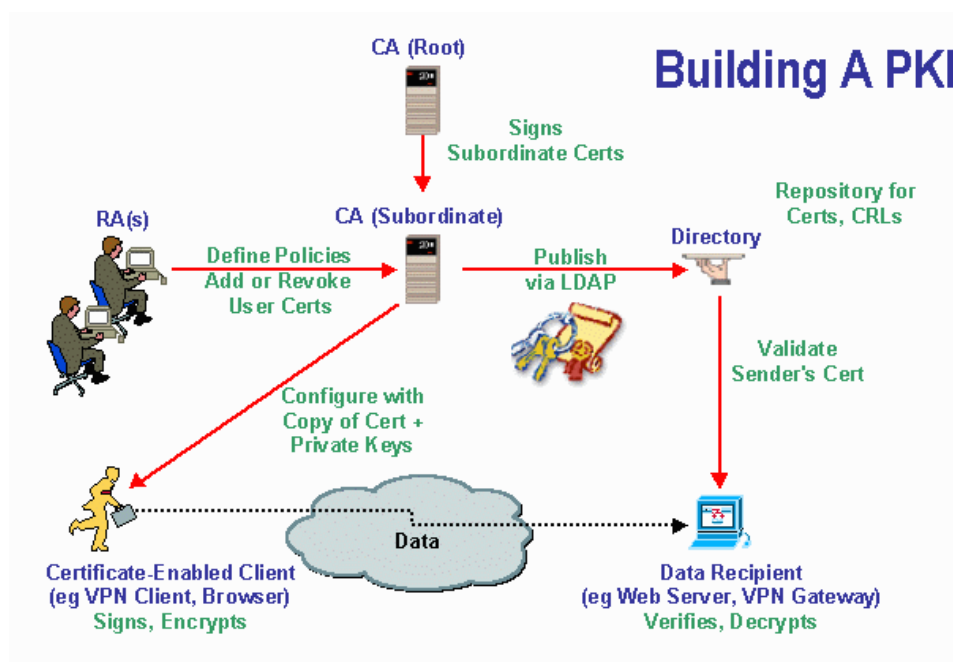 CA (Root)
Building A PKI
Signs
Subordinate Certs
Repository for
Certs, CRLs
RA(s)
CA (Subordinate)
Directory
Define Policies
Add or Revoke
User Certs
Publish
via LDAP
Validate
Sender's Cert
Configure with
Copy of Cert +
Private Keys
Data
Certificate-Enabled Client
(eg VPN Client, Browser)
Signs, Encrypts
Data Recipient
(eg Web Server, VPN Gateway)
Verifies, Decrypts